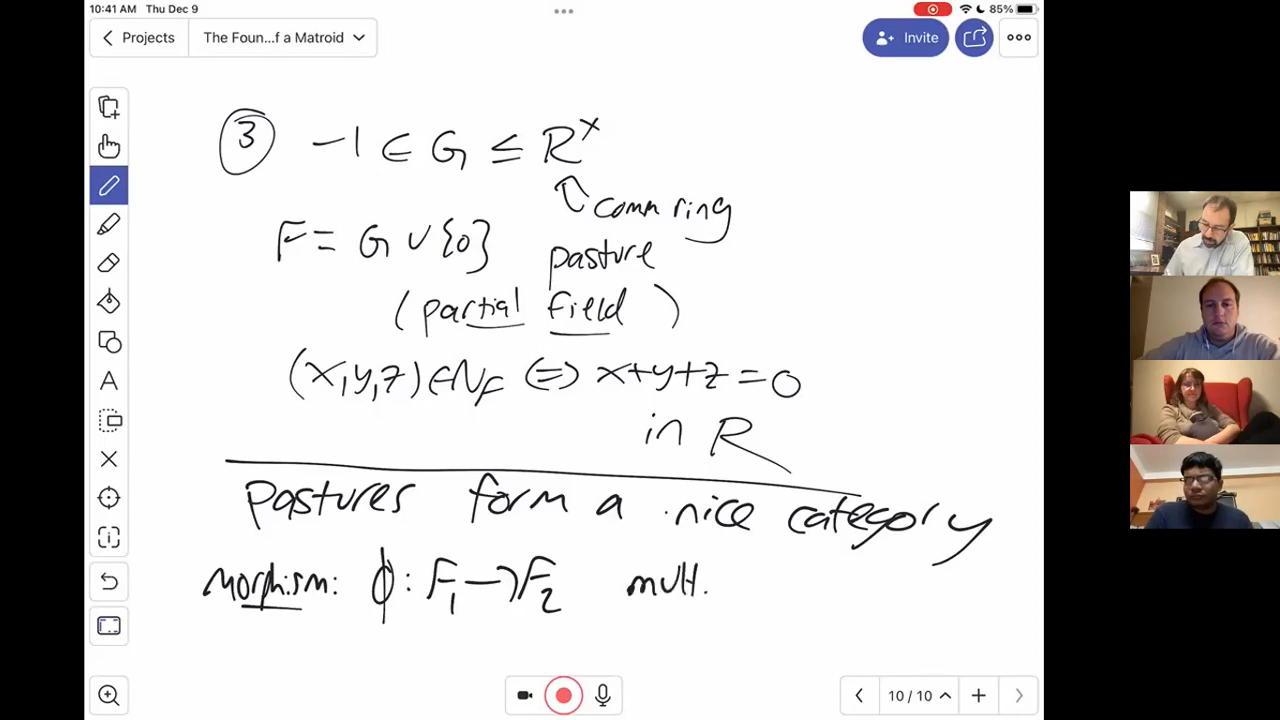 10:41 AM Thu Dec 9
85%
Projects
The Foun...f a Matroid
Invite
③ -1 ∈ G ≤ R^×
comm ring
F = G ∪ {0} pasture
(partial field)
(x,y,z) ∈ N_F ⇔ x+y+z = 0
in R
Pastures form a nice category
morphism: ϕ: F₁ → F₂ mult.
A
10 / 10